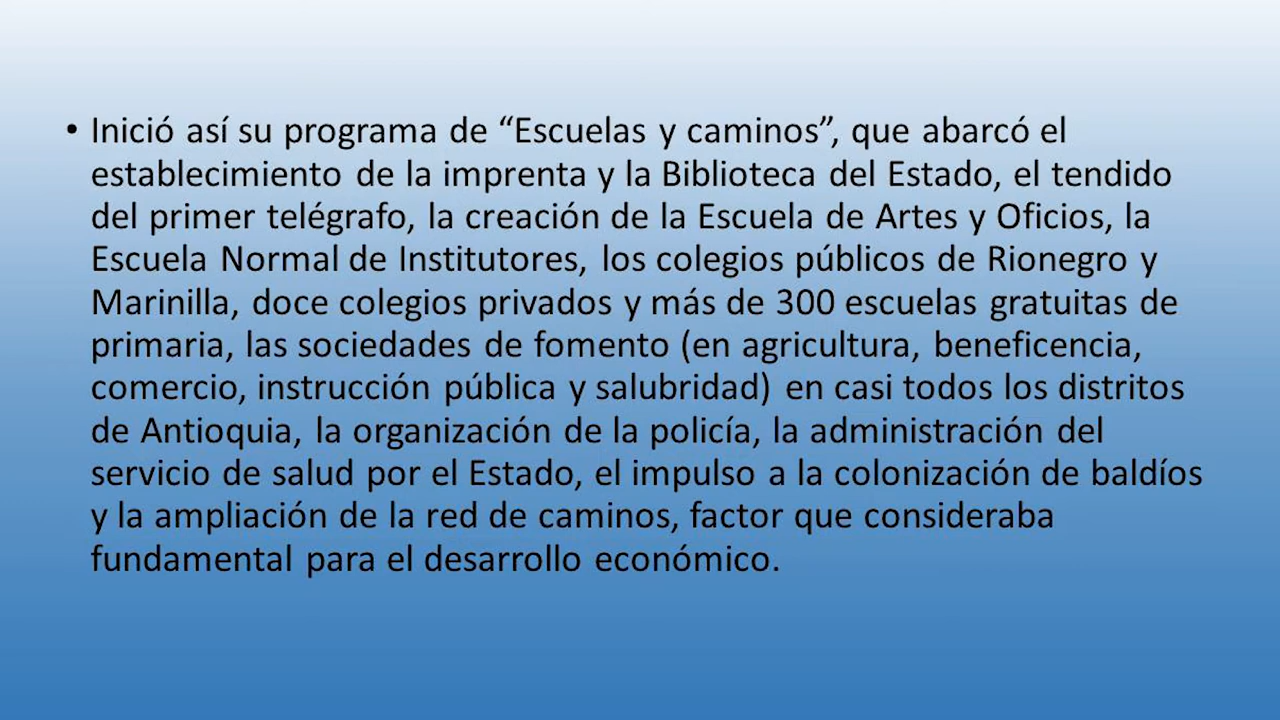 • Inició así su programa de “Escuelas y caminos”, que abarcó el
establecimiento de la imprenta y la Biblioteca del Estado, el tendido
del primer telégrafo, la creación de la Escuela de Artes y Oficios, la
Escuela Normal de Institutores, los colegios públicos de Rionegro y
Marinilla, doce colegios privados y más de 300 escuelas gratuitas de
primaria, las sociedades de fomento (en agricultura, beneficencia,
comercio, instrucción pública y salubridad) en casi todos los distritos
de Antioquia, la organización de la policía, la administración del
servicio de salud por el Estado, el impulso a la colonización de baldíos
y la ampliación de la red de caminos, factor que consideraba
fundamental para el desarrollo económico.